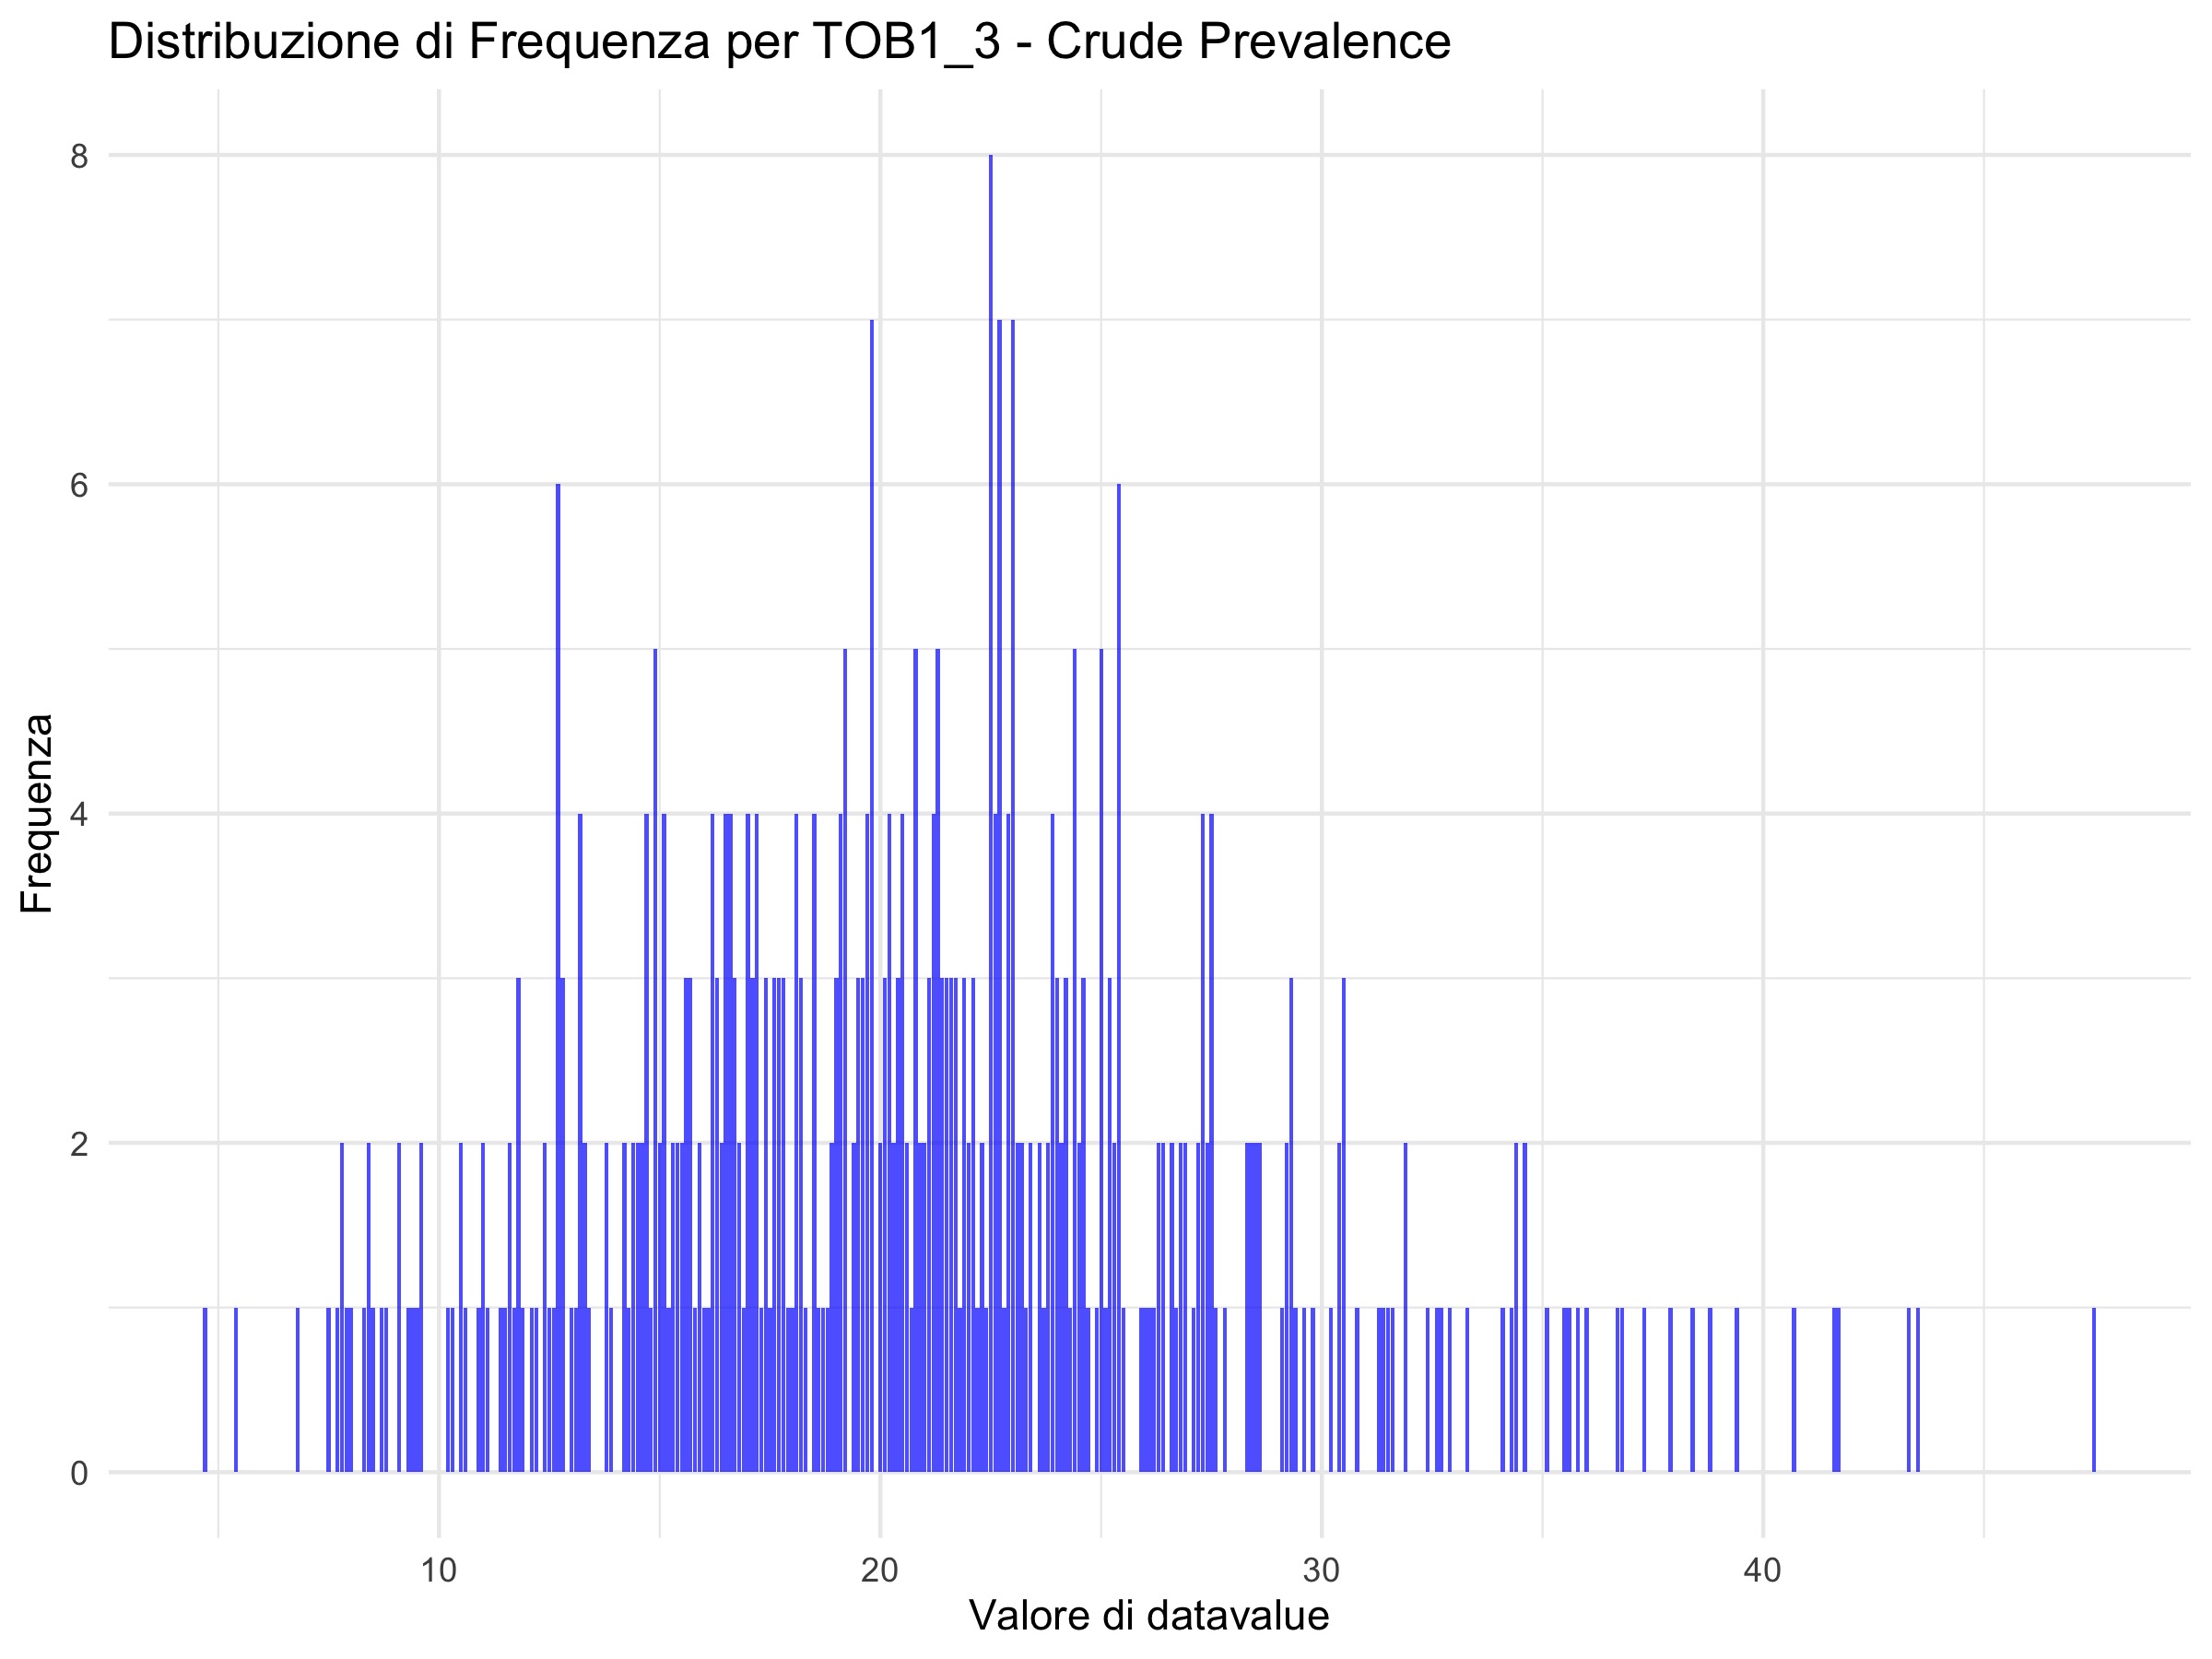 Distribuzione di Frequenza per TOB1_3 - Crude Prevalence
8
6
4
2
0
Frequenza
10 20 30 40
Valore di datavalue